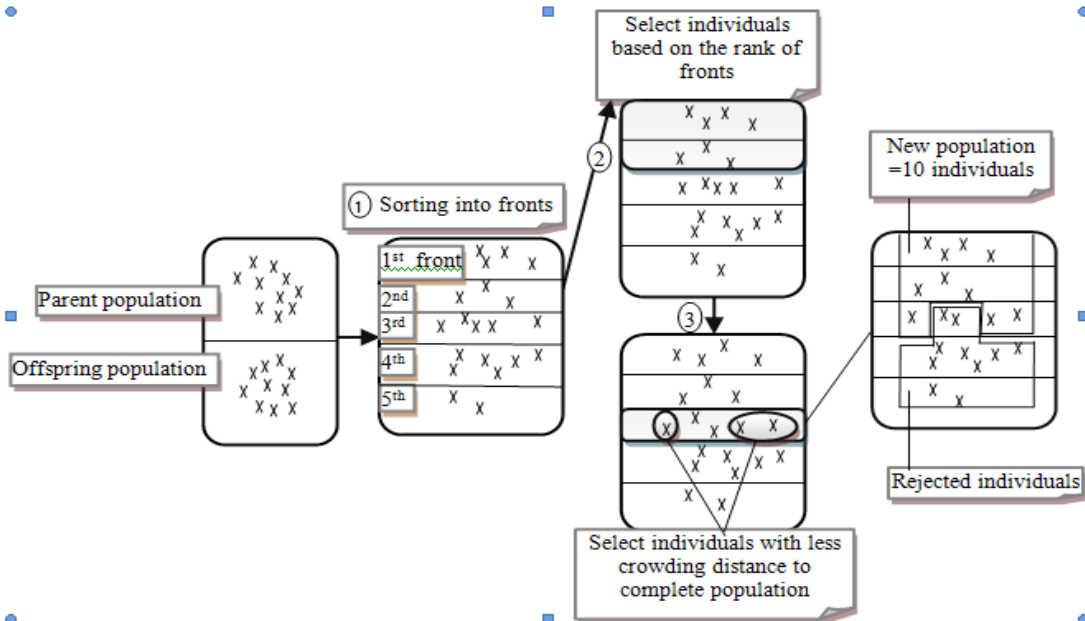 Select individuals
based on the rank of
fronts
2
New population
=10 individuals
1 Sorting into fronts
1st front
2nd
3rd
4th
5th
Parent population
Offspring population
3
Rejected individuals
Select individuals with less
crowding distance to
complete population